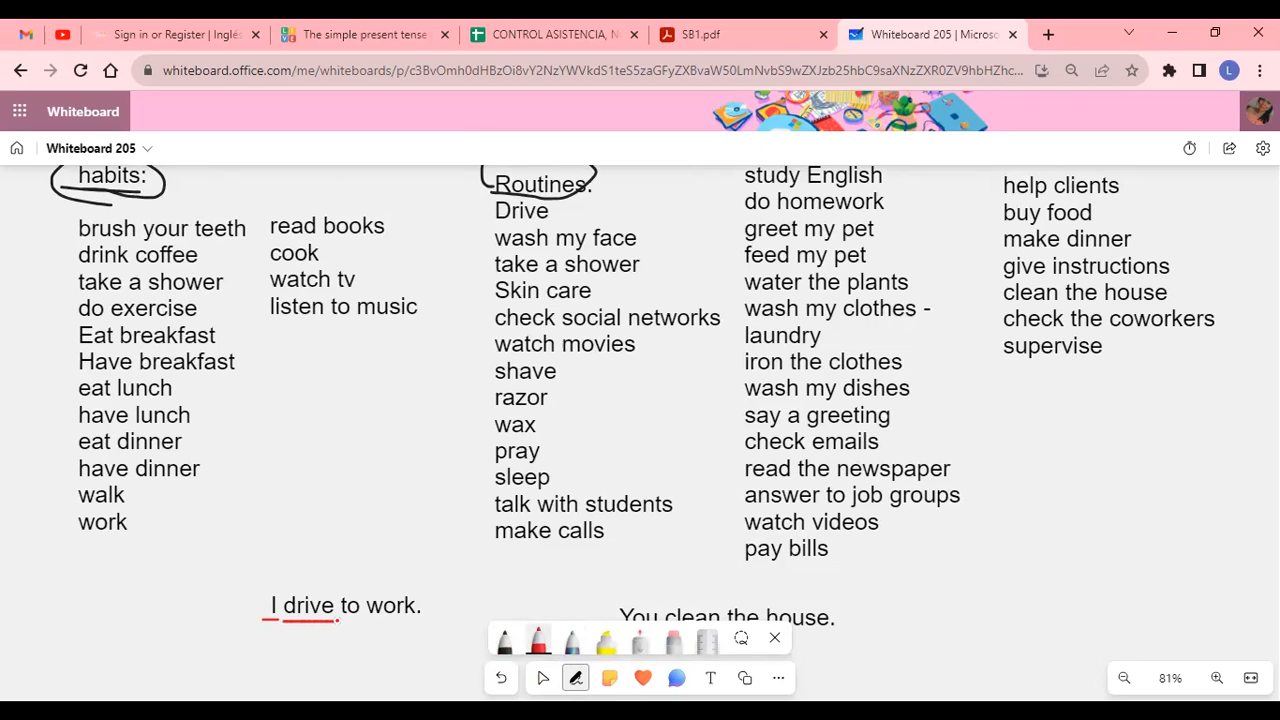 Sign in or Register | Inglés
The simple present tense
CONTROL ASISTENCIA, N
SB1.pdf
Whiteboard 205 | Microso
L
Whiteboard
Whiteboard 205
habits:
brush your teeth
drink coffee
take a shower
do exercise
Eat breakfast
Have breakfast
eat lunch
have lunch
eat dinner
have dinner
walk
work
read books
cook
watch tv
listen to music
Routines:
Drive
wash my face
take a shower
Skin care
check social networks
watch movies
shave
razor
wax
pray
sleep
talk with students
make calls
study English
do homework
greet my pet
feed my pet
water the plants
wash my clothes -
laundry
iron the clothes
wash my dishes
say a greeting
check emails
read the newspaper
answer to job groups
watch videos
pay bills
help clients
buy food
make dinner
give instructions
clean the house
check the coworkers
supervise
I drive to work.
You clean the house.
81%